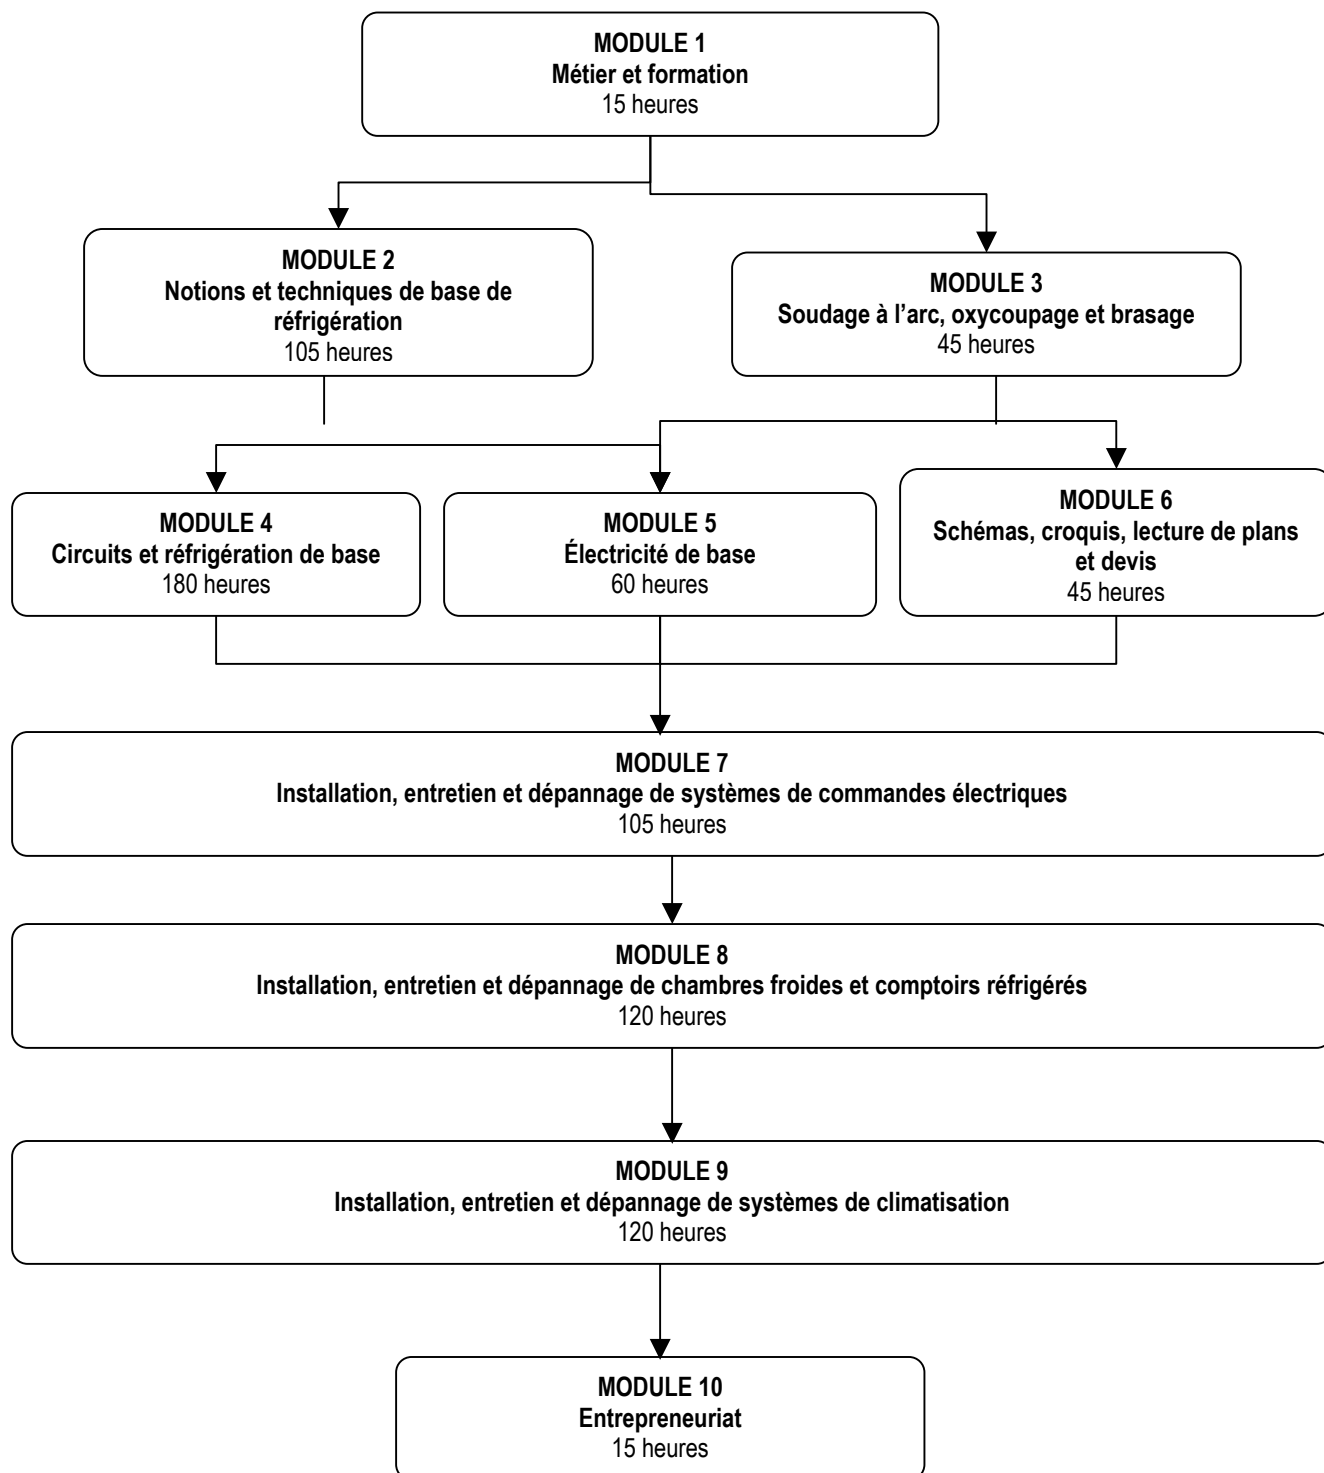 MODULE 1
Métier et formation
15 heures
MODULE 2
Notions et techniques de base de
réfrigération
105 heures
MODULE 3
Soudage à l’arc, oxycoupage et brasage
45 heures
MODULE 4
Circuits et réfrigération de base
180 heures
MODULE 5
Électricité de base
60 heures
MODULE 6
Schémas, croquis, lecture de plans
et devis
45 heures
MODULE 7
Installation, entretien et dépannage de systèmes de commandes électriques
105 heures
MODULE 8
Installation, entretien et dépannage de chambres froides et comptoirs réfrigérés
120 heures
MODULE 9
Installation, entretien et dépannage de systèmes de climatisation
120 heures
MODULE 10
Entrepreneuriat
15 heures